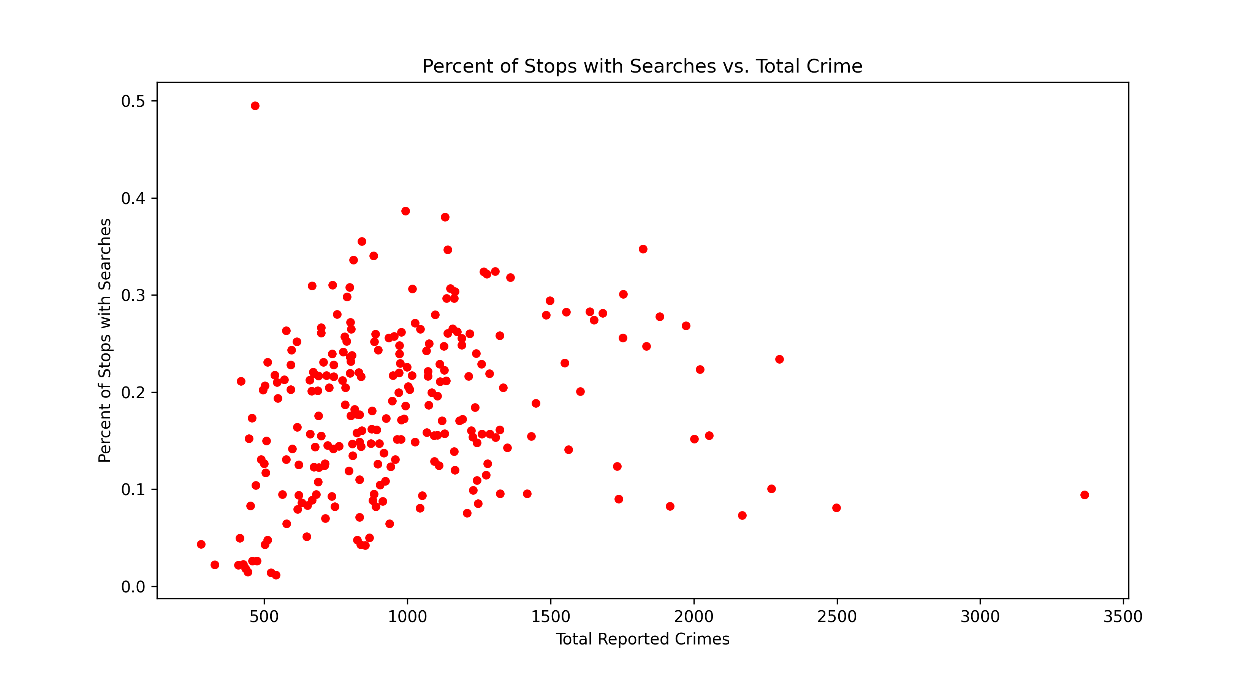 Percent of Stops with Searches vs. Total Crime
Percent of Stops with Searches
0.5
0.4
0.3
0.2
0.1
0.0
500 1000 1500 2000 2500 3000 3500
Total Reported Crimes